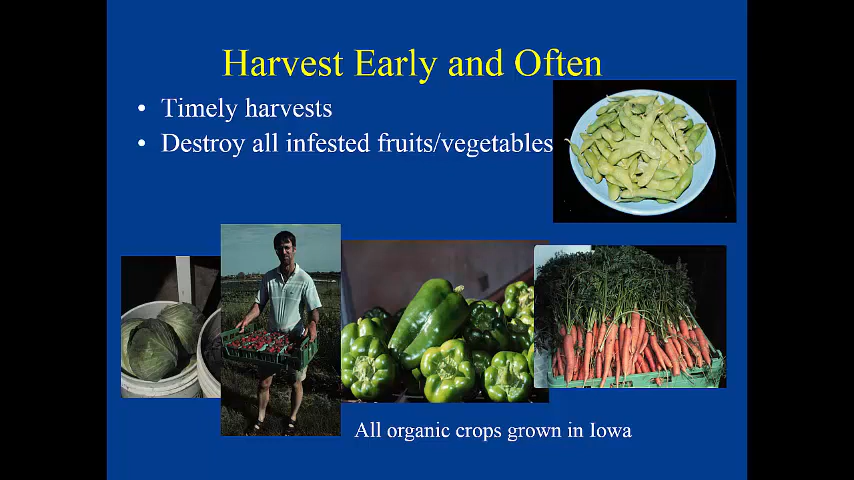 Harvest Early and Often
• Timely harvests
• Destroy all infested fruits/vegetables
All organic crops grown in Iowa